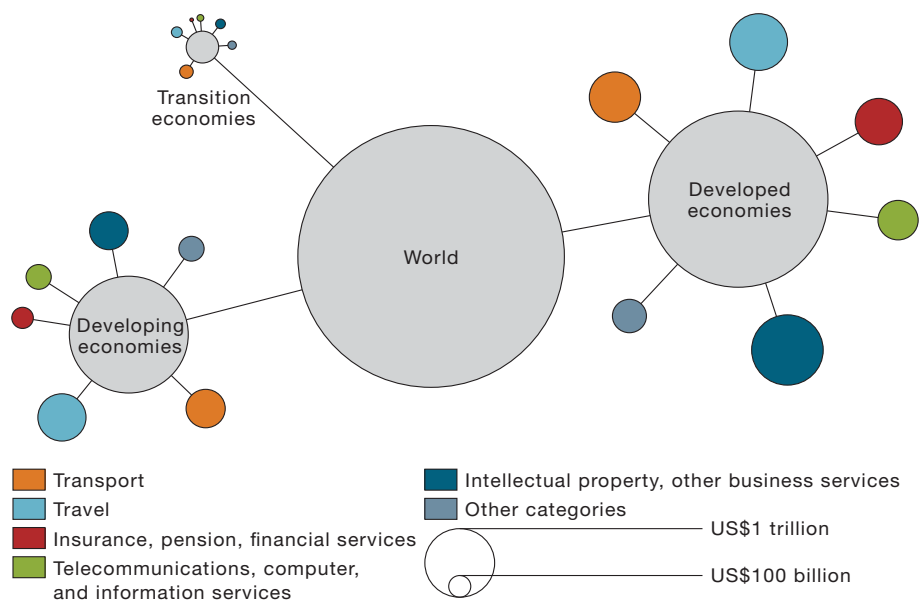 Transition
economies
World
Developed
economies
Developing
economies
Transport
Travel
Insurance, pension, financial services
Telecommunications, computer,
and information services
Intellectual property, other business services
Other categories
US$1 trillion
US$100 billion